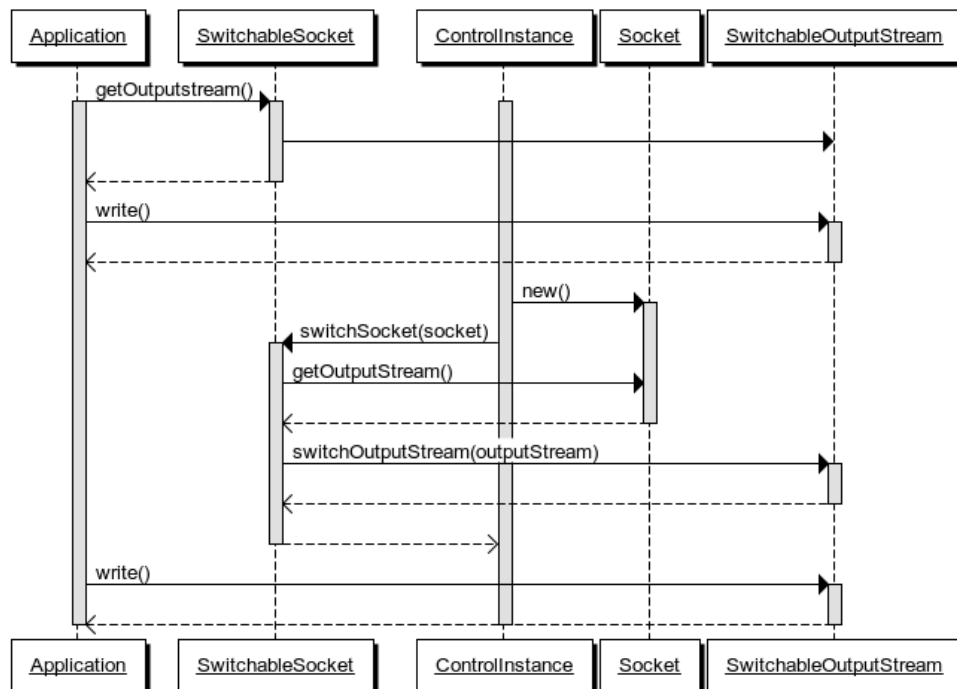 Application
SwitchableSocket
ControlInstance
Socket
SwitchableOutputStream
getOutputstream()
write()
new()
switchSocket(socket)
getOutputStream()
switchOutputStream(outputStream)
write()
Application
SwitchableSocket
ControlInstance
Socket
SwitchableOutputStream